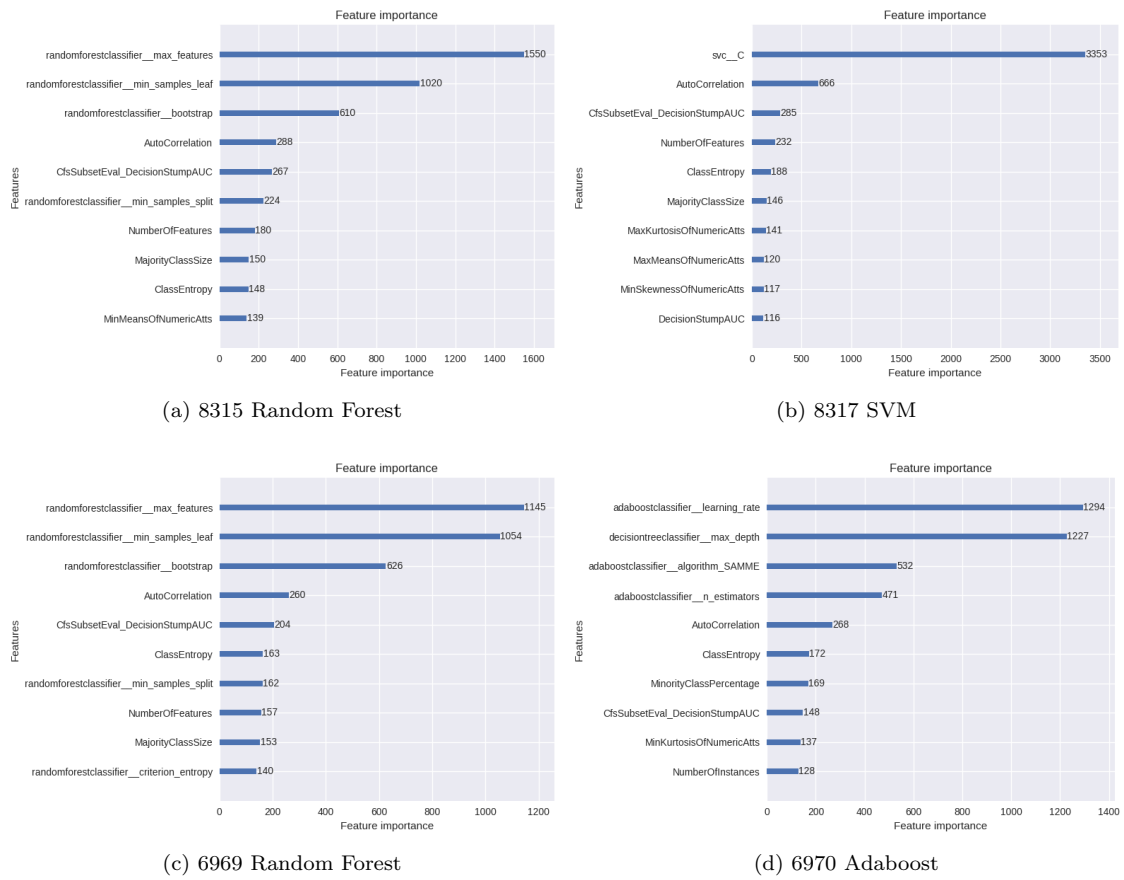 Feature importance
Features
randomforestclassifier__max_features 1550
randomforestclassifier__min_samples_leaf 1020
randomforestclassifier__bootstrap 610
AutoCorrelation 288
CfsSubsetEval_DecisionStumpAUC 267
randomforestclassifier__min_samples_split 224
NumberOfFeatures 180
MajorityClassSize 150
ClassEntropy 148
MinMeansOfNumericAtts 139
0 200 400 600 800 1000 1200 1400 1600
Feature importance
(a) 8315 Random Forest
Feature importance
Features
svc__C 3353
AutoCorrelation 666
CfsSubsetEval_DecisionStumpAUC 285
NumberOfFeatures 232
ClassEntropy 188
MajorityClassSize 146
MaxKurtosisOfNumericAtts 141
MaxMeansOfNumericAtts 120
MinSkewnessOfNumericAtts 117
DecisionStumpAUC 116
0 500 1000 1500 2000 2500 3000 3500
Feature importance
(b) 8317 SVM
Feature importance
Features
randomforestclassifier__max_features 1145
randomforestclassifier__min_samples_leaf 1054
randomforestclassifier__bootstrap 626
AutoCorrelation 260
CfsSubsetEval_DecisionStumpAUC 204
ClassEntropy 163
randomforestclassifier__min_samples_split 162
NumberOfFeatures 157
MajorityClassSize 153
randomforestclassifier__criterion_entropy 140
0 200 400 600 800 1000 1200
Feature importance
(c) 6969 Random Forest
Feature importance
Features
adaboostclassifier__learning_rate 1294
decisiontreeclassifier__max_depth 1227
adaboostclassifier__algorithm_SAMME 532
adaboostclassifier__n_estimators 471
AutoCorrelation 268
ClassEntropy 172
MinorityClassPercentage 169
CfsSubsetEval_DecisionStumpAUC 148
MinKurtosisOfNumericAtts 137
NumberOfInstances 128
0 200 400 600 800 1000 1200 1400
Feature importance
(d) 6970 Adaboost